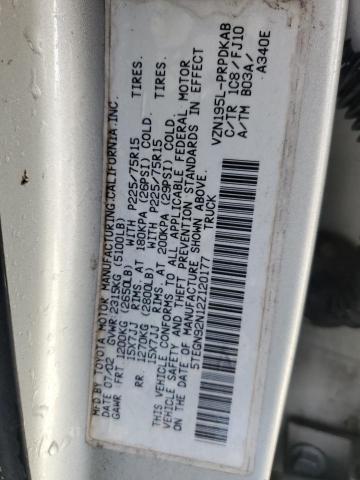 MFD BY TOYOTA MOTOR MANUFACTURING CALIFORNIA, INC.
DATE 07/02 GVWR 2315KG (5100LB)
GAWR FRT 1200KG (2650LB) WITH P225/75R15 TIRES.
15X7JJ RIMS. AT 180KPA (26PSI) COLD.
RR. 1270KG (2800LB) WITH P225/75R15 TIRES.
15X7JJ RIMS. AT 200KPA (29PSI) COLD.
THIS VEHICLE CONFORMS TO ALL APPLICABLE FEDERAL MOTOR
VEHICLE SAFETY AND THEFT PREVENTION STANDARDS IN EFFECT
ON THE DATE OF MANUFACTURE SHOWN ABOVE.
5TEGN92N12Z120177 TRUCK
VZN195L-PRPDKAB
C/TR 1C8/FJ10
A/TM B03A/
A340E